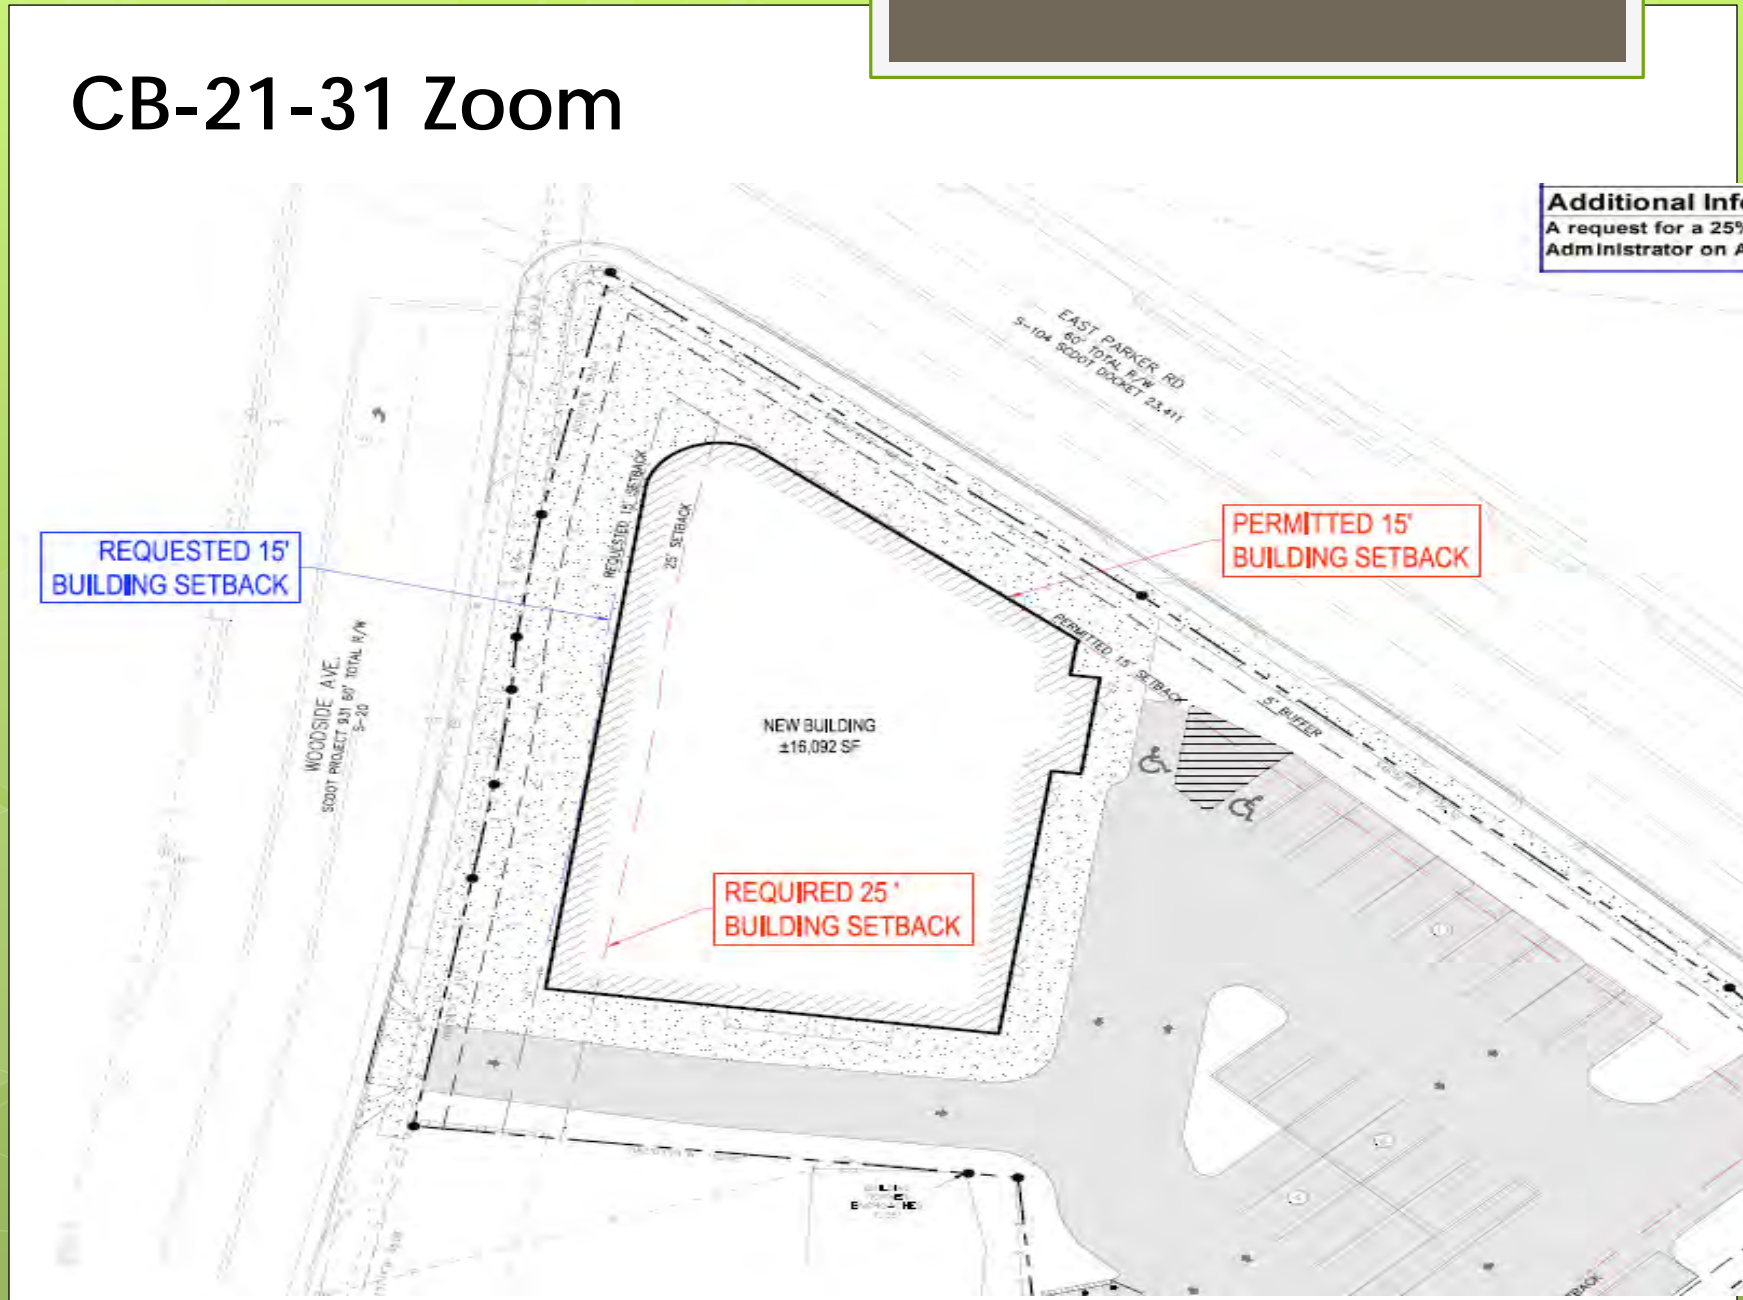 CB-21-31 Zoom
Additional Inf
A request for a 25%
Administrator on A
EAST PARKER RD
60' TOTAL R/W
S-104 SCDOT DOCKET 23.411
REQUESTED 15'
BUILDING SETBACK
PERMITTED 15'
BUILDING SETBACK
REQUESTED 15' SETBACK
25' SETBACK
PERMITTED 15' SETBACK
5' BUFFER
WOODSIDE AVE.
SCDOT PROJECT 931 60' TOTAL R/W
S-20
NEW BUILDING
±16,092 SF
REQUIRED 25 '
BUILDING SETBACK
TBACK